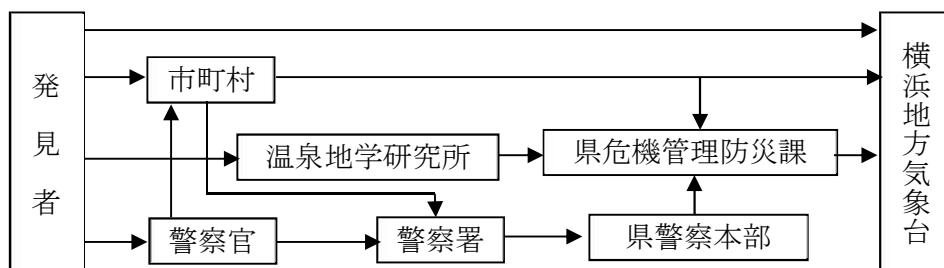 発見者
市町村
温泉地学研究所
県危機管理防災課
警察官
警察署
県警察本部
横浜地方気象台